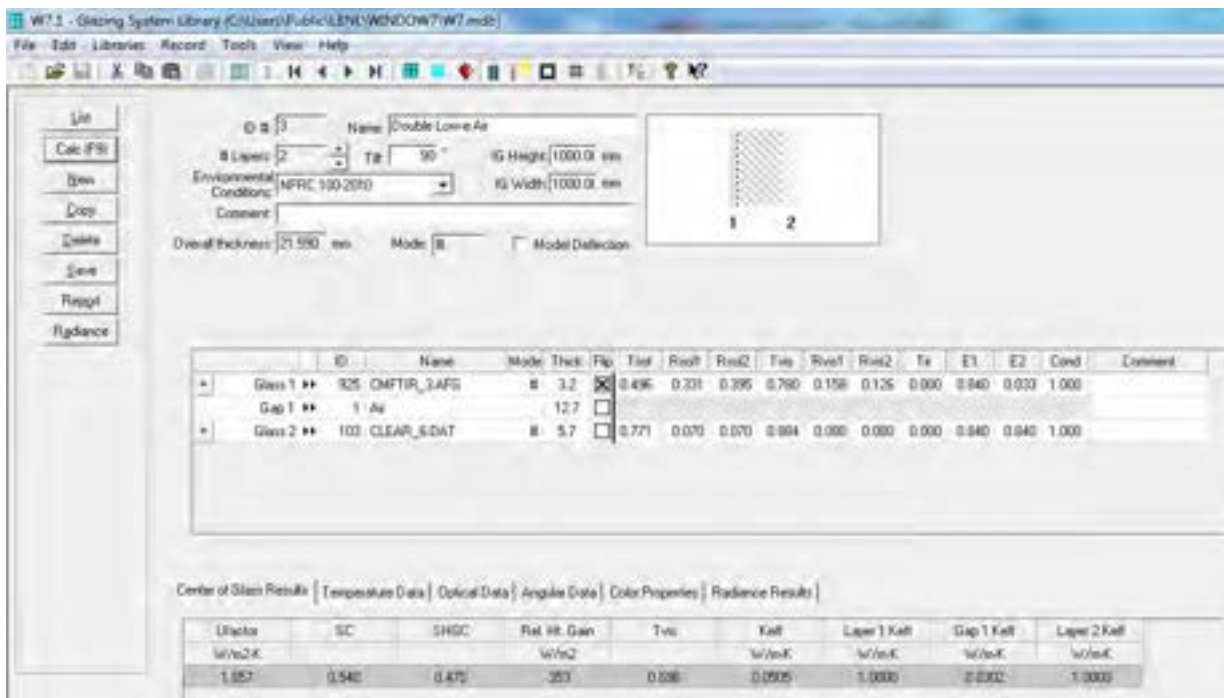 W7.1 - Glazing System Library (C:\Users\Public\LBNL\WINDOW7\W7.mdb)
File Edit Libraries Record Tools View Help
List
Calc (F9)
New
Copy
Delete
Save
Report
Radiance
ID #: 3 Name: Double Low-e Air
# Layers: 2 Tilt: 90 ° IG Height: 1000.0 mm
Environmental Conditions: NFRC 100-2010 IG Width: 1000.0 mm
Comment:
Overall thickness: 21.590 mm Mode: # Model Deflection
1 2
ID Name Mode Thick Flip Tsol Rsol1 Rsol2 Tvis Rvis1 Rvis2 Tir E1 E2 Cond Comment
Glass 1 925 CMFTIR_3.AFG # 3.2 0.496 0.331 0.395 0.780 0.158 0.126 0.000 0.840 0.033 1.000
Gap 1 1 Air 12.7
Glass 2 103 CLEAR_6.DAT # 5.7 0.771 0.070 0.070 0.884 0.080 0.080 0.000 0.840 0.840 1.000
Center of Glass Results Temperature Data Optical Data Angular Data Color Properties Radiance Results
Ufactor SC SHGC Rel. Ht. Gain Tvis Keff Layer 1 Keff Gap 1 Keff Layer 2 Keff
W/m2-K W/m2 W/m-K W/m-K W/m-K W/m-K
0.540 0.470 353 0.0505 1.0000 0.0302 1.0000